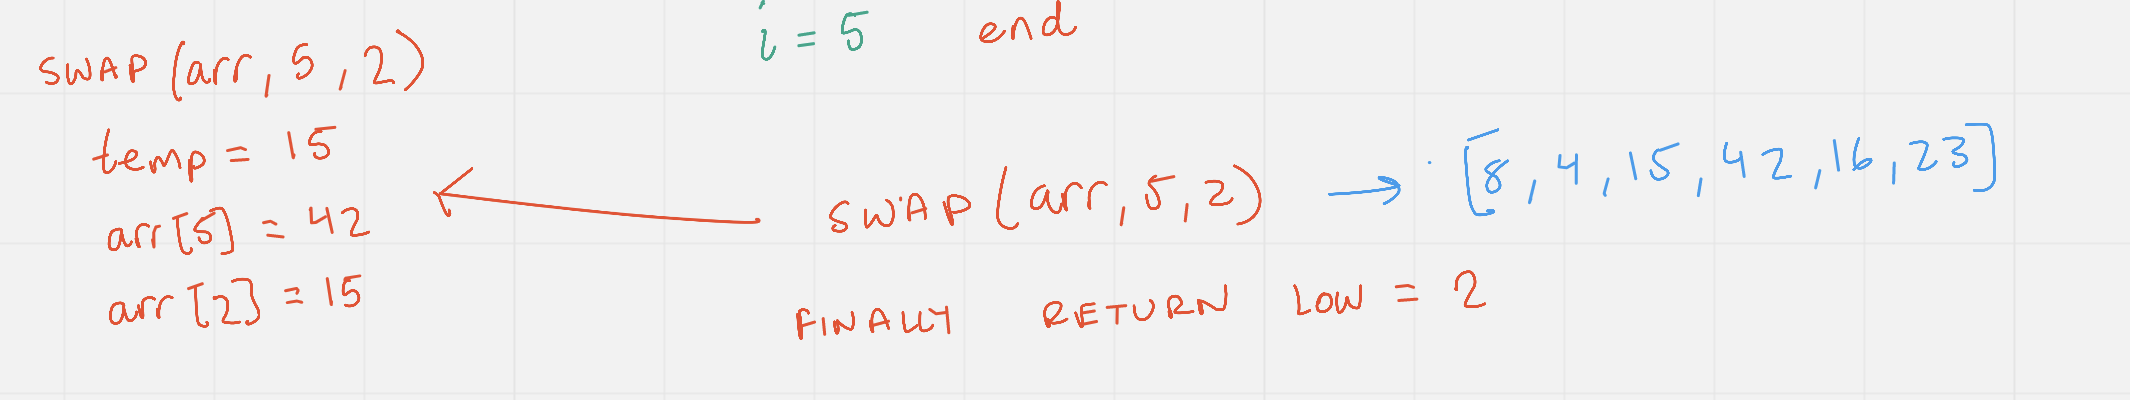 i = 5 end
SWAP (arr, 5, 2)
temp = 15
arr [5] = 42
arr [2] = 15
SWAP (arr, 5, 2) → [8, 4, 15, 42, 16, 23]
FINALLY RETURN LOW = 2